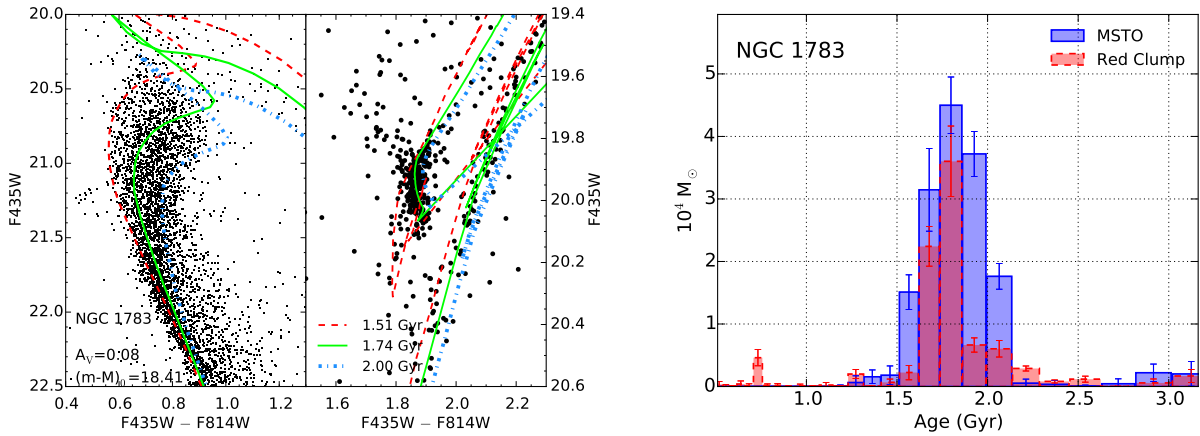 20.0
20.5
21.0
21.5
22.0
22.5
F435W
0.4
0.6
0.8
1.0
1.2
F435W − F814W
NGC 1783
A_V=0.08
(m-M)_0=18.41
19.4
19.6
19.8
20.0
20.2
20.4
20.6
F435W
1.6
1.8
2.0
2.2
F435W − F814W
1.51 Gyr
1.74 Gyr
2.00 Gyr
NGC 1783
MSTO
Red Clump
5
4
3
2
1
0
10⁴ M☉
1.0
1.5
2.0
2.5
3.0
Age (Gyr)